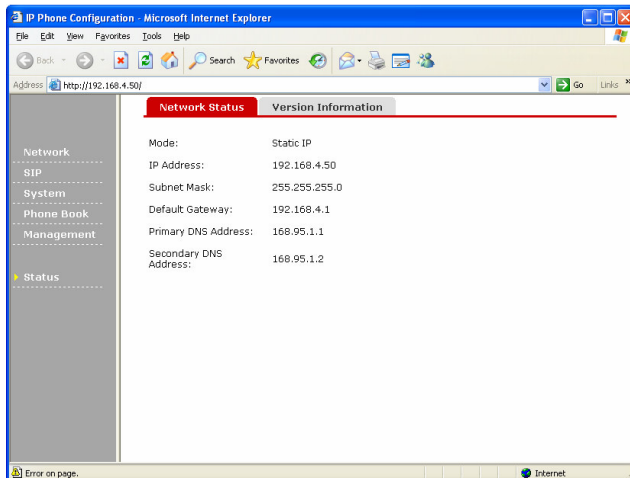 IP Phone Configuration - Microsoft Internet Explorer
File Edit View Favorites Tools Help
Back Search Favorites
Address http://192.168.4.50/ Go Links »
Network Status Version Information
Network
SIP
System
Phone Book
Management
Status
Mode: Static IP
IP Address: 192.168.4.50
Subnet Mask: 255.255.255.0
Default Gateway: 192.168.4.1
Primary DNS Address: 168.95.1.1
Secondary DNS
Address: 168.95.1.2
Error on page. Internet